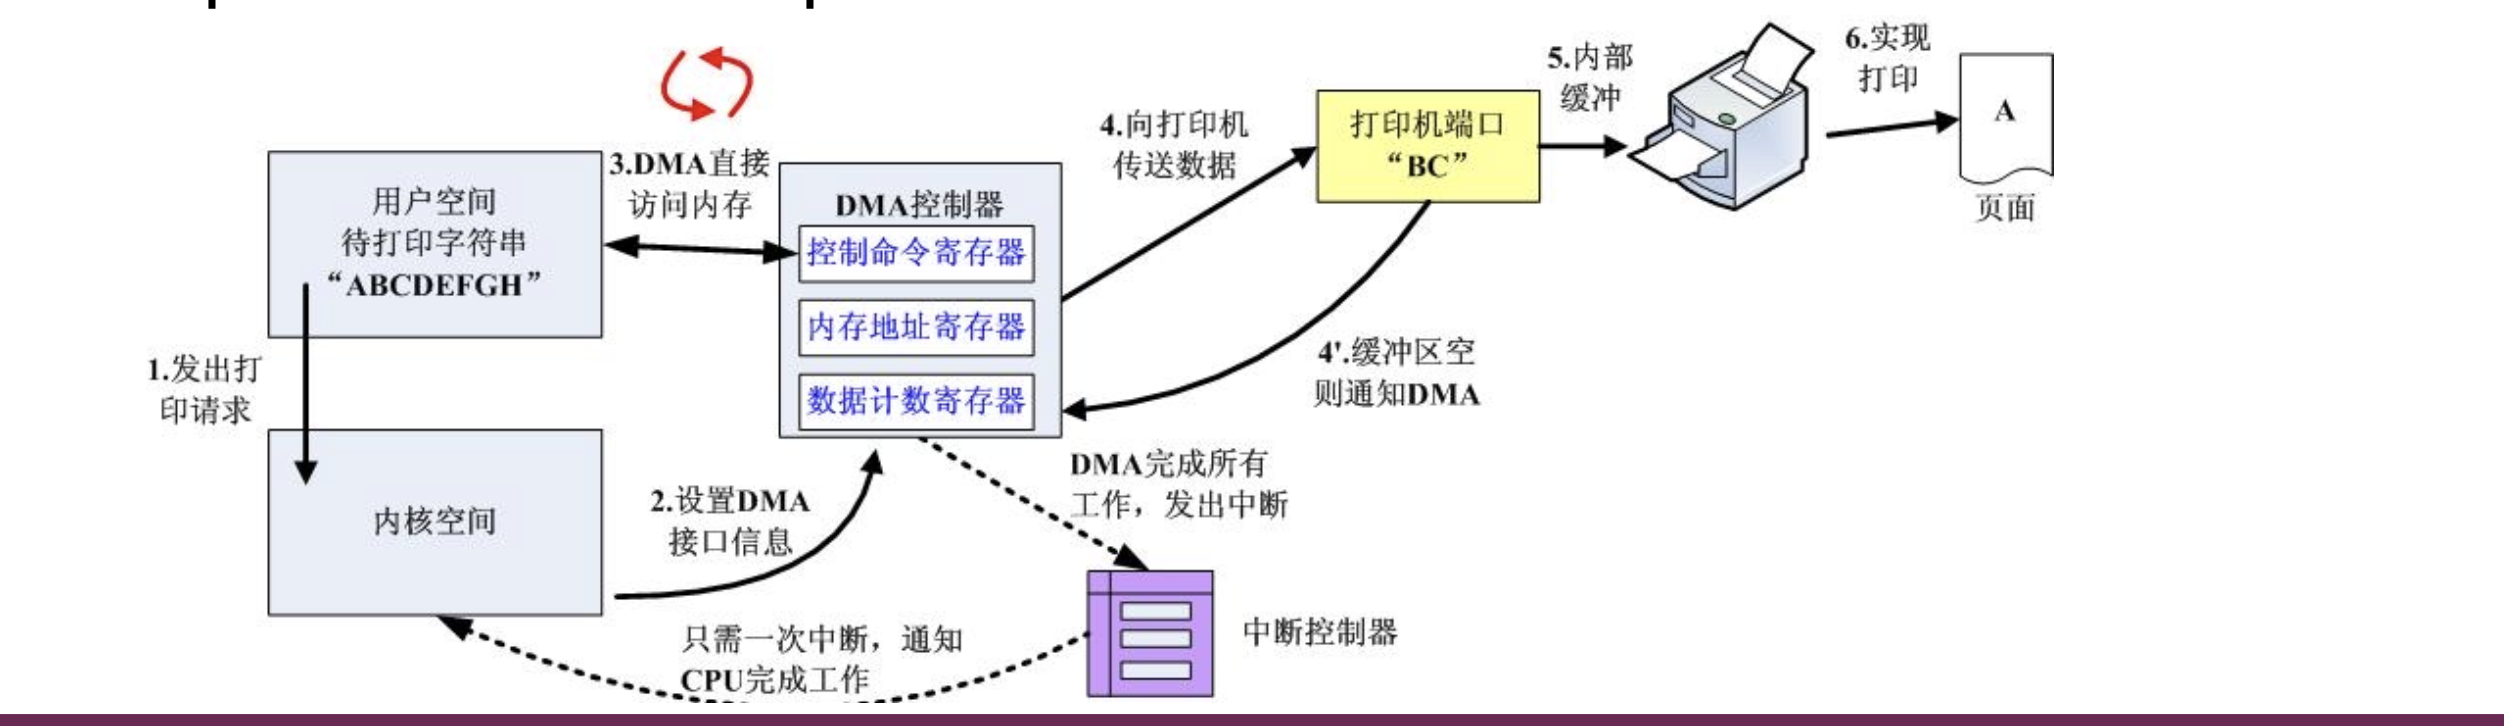 用户空间
待打印字符串
“ABCDEFGH”
1.发出打
印请求
内核空间
2.设置DMA
接口信息
3.DMA直接
访问内存
DMA控制器
控制命令寄存器
内存地址寄存器
数据计数寄存器
4.向打印机
传送数据
打印机端口
“BC”
4'.缓冲区空
则通知DMA
5.内部
缓冲
6.实现
打印
A
页面
DMA完成所有
工作，发出中断
中断控制器
只需一次中断，通知
CPU完成工作